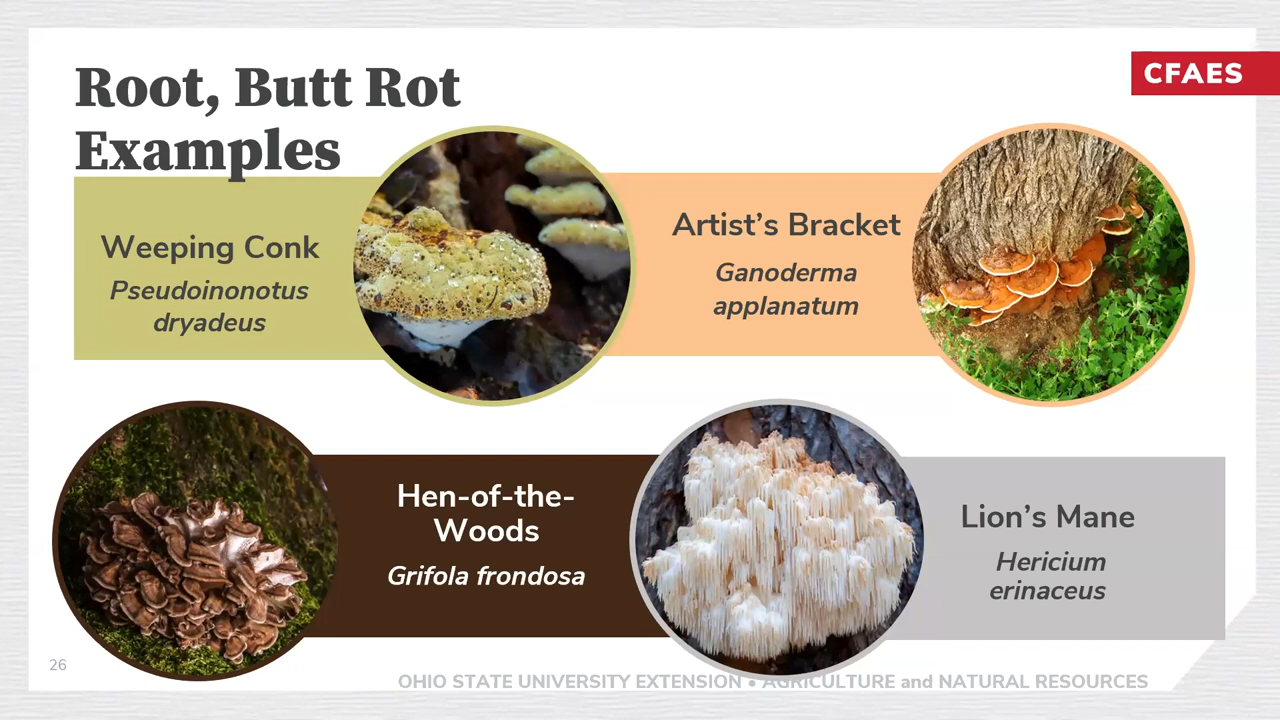 Root, Butt Rot
Examples
CFAES
Weeping Conk
Pseudoinonotus
dryadeus
Artist’s Bracket
Ganoderma
applanatum
Hen-of-the-
Woods
Grifola frondosa
Lion’s Mane
Hericium
erinaceus
26
OHIO STATE UNIVERSITY EXTENSION • AGRICULTURE and NATURAL RESOURCES